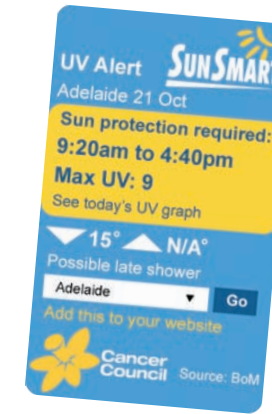 UV Alert SUNSMART
Adelaide 21 Oct
Sun protection required:
9:20am to 4:40pm
Max UV: 9
See today's UV graph
15° N/A°
Possible late shower
Adelaide Go
Add this to your website
Cancer
Council Source: BoM